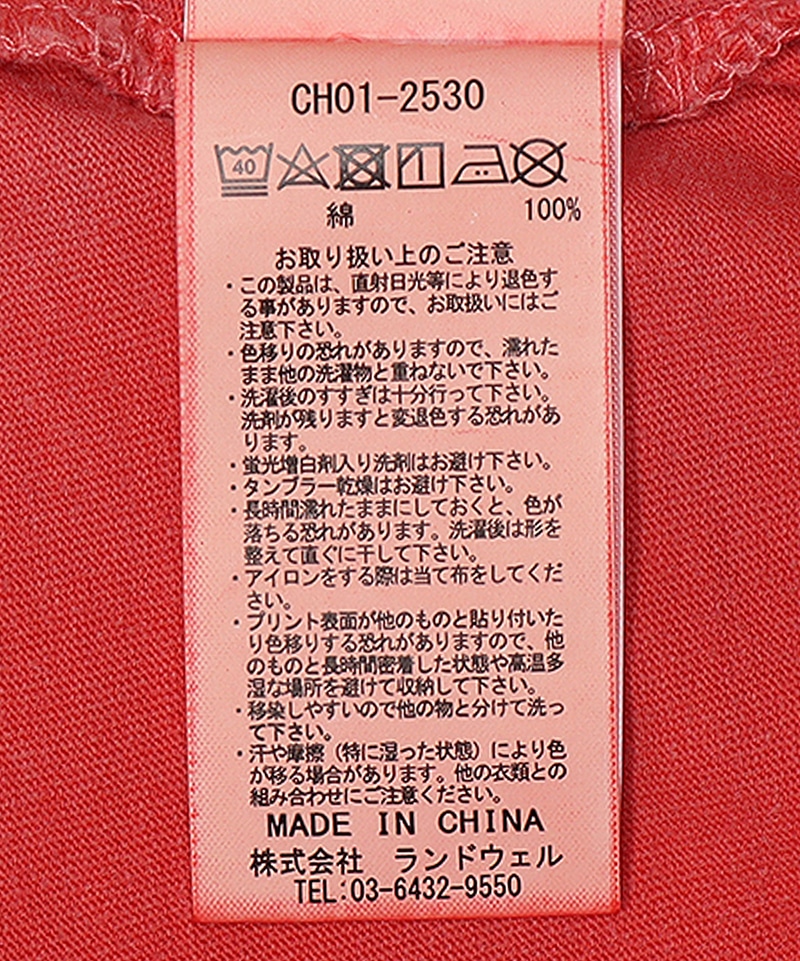 CH01-2530
40
綿 100%
お取り扱い上のご注意
・この製品は、直射日光等により退色す
る事がありますので、お取扱いにはご
注意下さい。
・色移りの恐れがありますので、濡れた
まま他の洗濯物と重ねないで下さい。
・洗濯後のすすぎは十分行って下さい。
洗剤が残りますと変退色する恐れがあ
ります。
・蛍光増白剤入り洗剤はお避け下さい。
・タンブラー乾燥はお避け下さい。
・長時間濡れたままにしておくと、色が
落ちる恐れがあります。洗濯後は形を
整えて直ぐに干して下さい。
・アイロンをする際は当て布をしてくだ
さい。
・プリント表面が他のものと貼り付いた
り色移りする恐れがありますので、他
のものと長時間密着した状態や高温多
湿な場所を避けて収納して下さい。
・移染しやすいので他の物と分けて洗っ
て下さい。
・汗や摩擦（特に湿った状態）により色
が移る場合があります。他の衣類との
組み合わせにご注意ください。
MADE IN CHINA
株式会社 ランドウェル
TEL:03-6432-9550